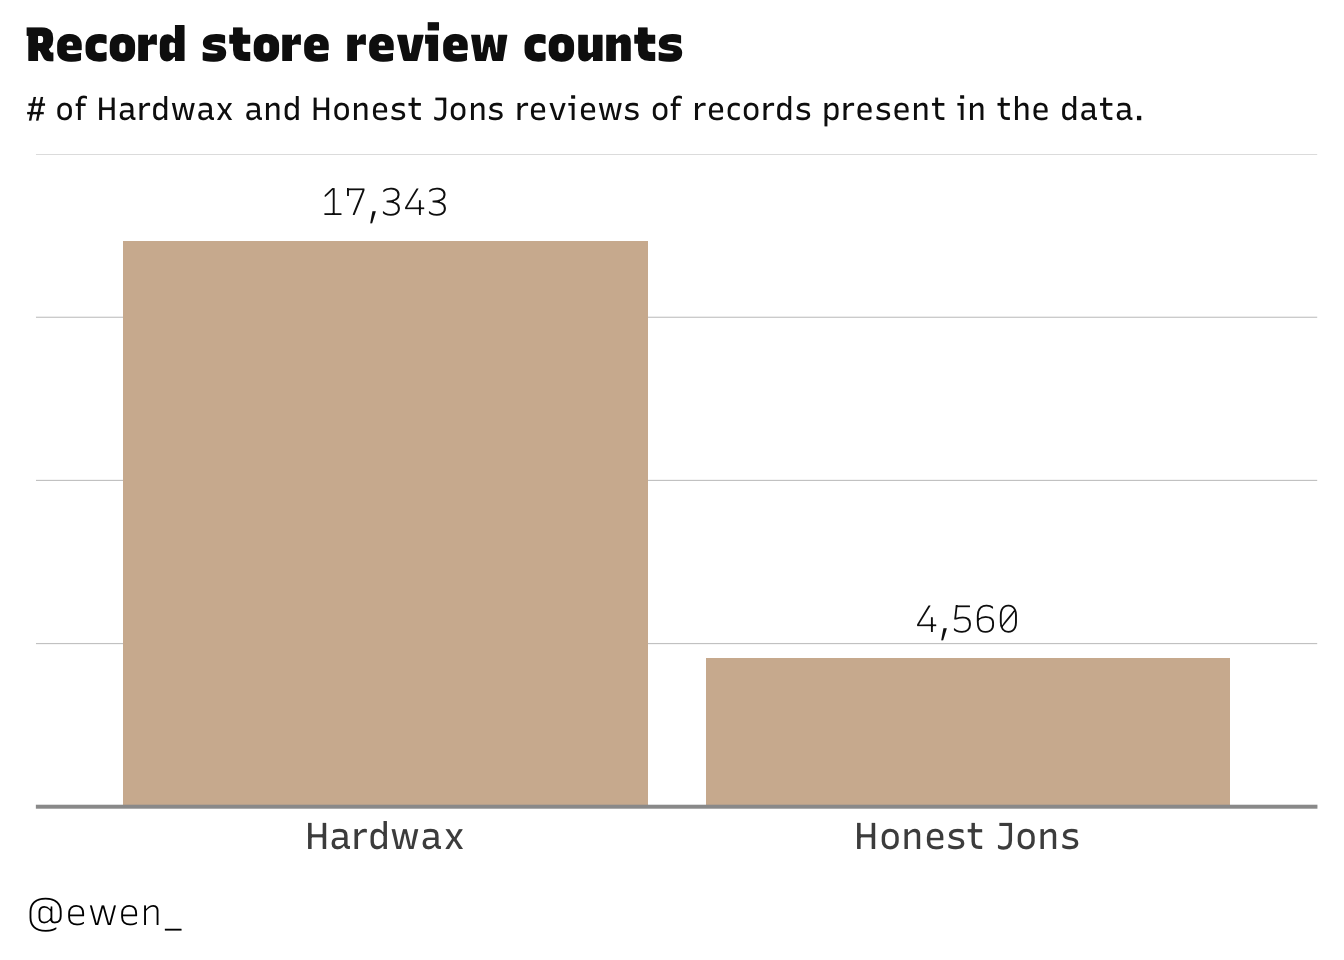 Record store review counts
# of Hardwax and Honest Jons reviews of records present in the data.
17,343
4,560
Hardwax
Honest Jons
@ewen_